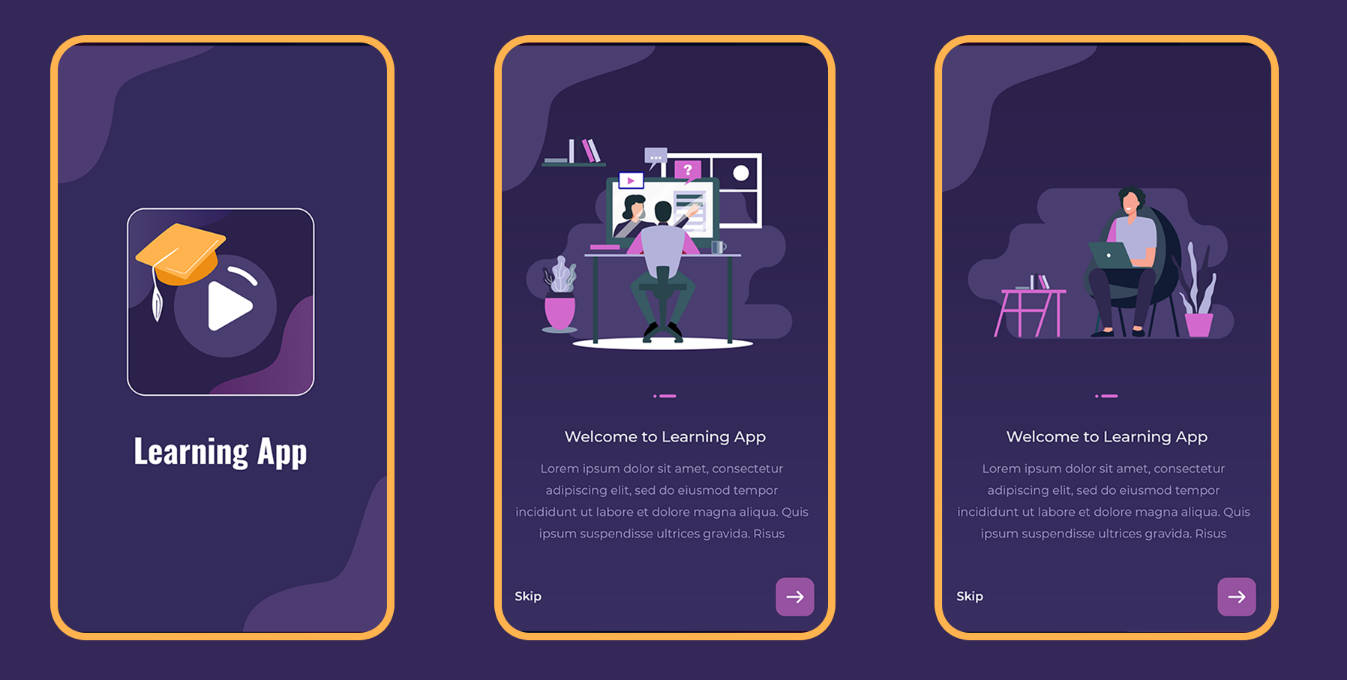 Learning App
?
Welcome to Learning App
Lorem ipsum dolor sit amet, consectetur
adipiscing elit, sed do eiusmod tempor
incididunt ut labore et dolore magna aliqua. Quis
ipsum suspendisse ultrices gravida. Risus
Skip
Welcome to Learning App
Lorem ipsum dolor sit amet, consectetur
adipiscing elit, sed do eiusmod tempor
incididunt ut labore et dolore magna aliqua. Quis
ipsum suspendisse ultrices gravida. Risus
Skip